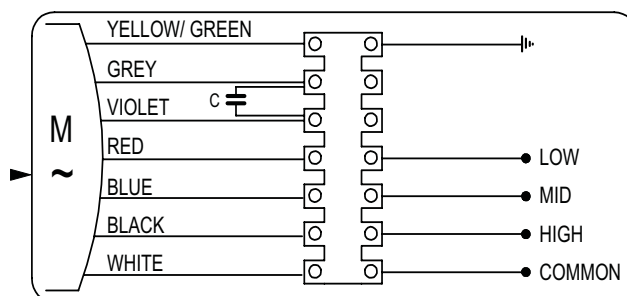 YELLOW/ GREEN
GREY
C
VIOLET
M
RED
LOW
~
BLUE
MID
BLACK
HIGH
WHITE
COMMON